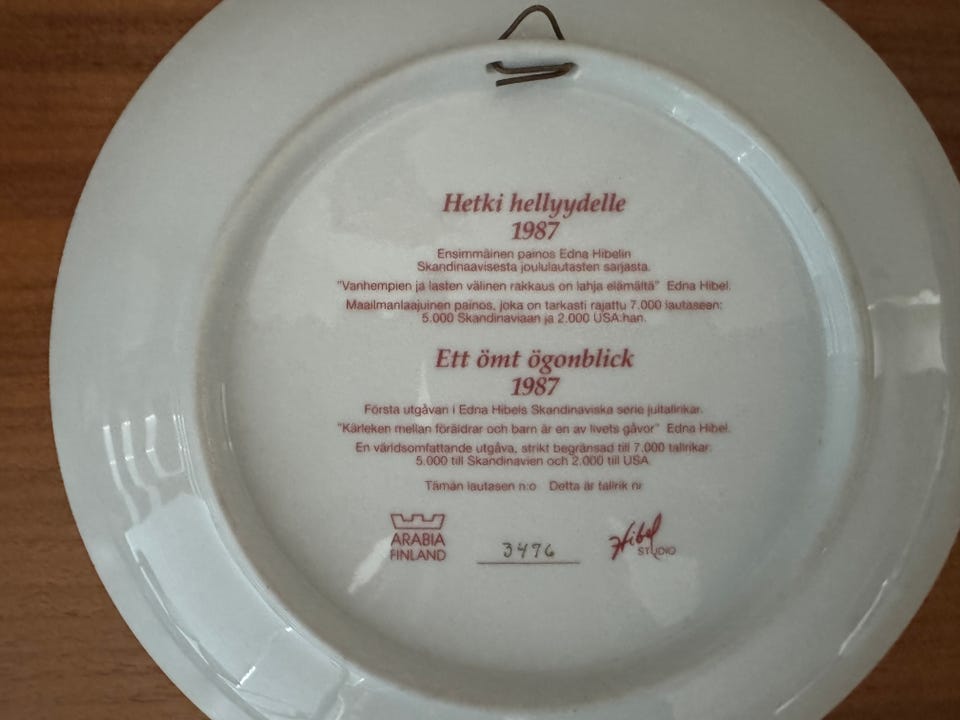 Hetki hellyydelle
1987
Ensimmäinen painos Edna Hibelin
Skandinaavisesta joululautasten sarjasta.
"Vanhempien ja lasten välinen rakkaus on lahja elämältä" Edna Hibel.
Maailmanlaajuinen painos, joka on tarkasti rajattu 7.000 lautaseen:
5.000 Skandinaviaan ja 2.000 USA:han.
Ett ömt ögonblick
1987
Första utgåvan i Edna Hibels Skandinaviska serie jultallrikar.
"Kärleken mellan föräldrar och barn är en av livets gåvor" Edna Hibel.
En världsomfattande utgåva, strikt begränsad till 7.000 tallrikar:
5.000 till Skandinavien och 2.000 till USA.
Tämän lautasen n:o Detta är tallrik nr
ARABIA
FINLAND
3496
Hibel
STUDIO